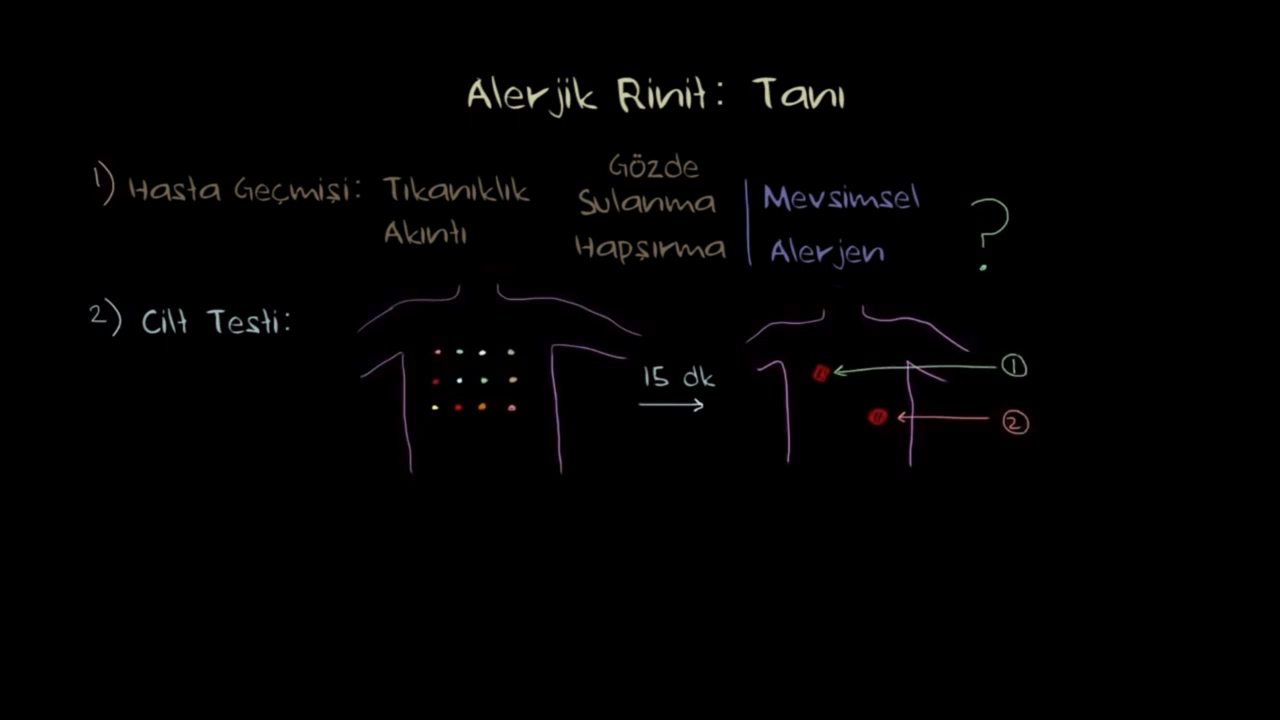 Alerjik Rinit: Tanı
1) Hasta Geçmişi: Tıkanıklık
Akıntı
Gözde
Sulanma
Hapşırma
Mevsimsel
Alerjen
?
2) Cilt Testi:
15 dk
1
2